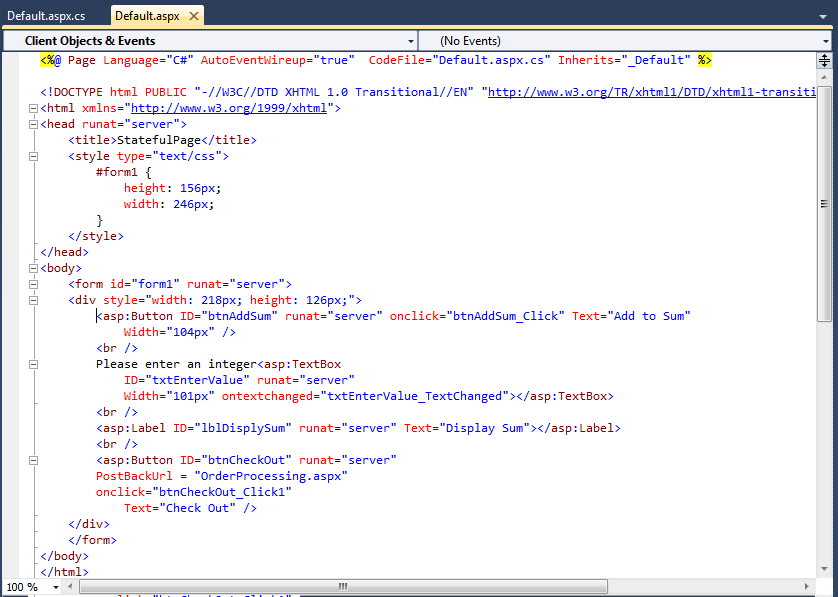 Default.aspx.cs Default.aspx
Client Objects & Events (No Events)
<%@ Page Language="C#" AutoEventWireup="true"  CodeFile="Default.aspx.cs" Inherits="_Default" %>
<!DOCTYPE html PUBLIC "-//W3C//DTD XHTML 1.0 Transitional//EN" "http://www.w3.org/TR/xhtml1/DTD/xhtml1-transiti
<html xmlns="http://www.w3.org/1999/xhtml">
<head runat="server">
<title>StatefulPage</title>
<style type="text/css">
#form1 {
height: 156px;
width: 246px;
}
</style>
</head>
<body>
<form id="form1" runat="server">
<div style="width: 218px; height: 126px;">
<asp:Button ID="btnAddSum" runat="server" onclick="btnAddSum_Click" Text="Add to Sum"
Width="104px" />
<br />
Please enter an integer<asp:TextBox
ID="txtEnterValue" runat="server"
Width="101px" ontextchanged="txtEnterValue_TextChanged"></asp:TextBox>
<br />
<asp:Label ID="lblDisplySum" runat="server" Text="Display Sum"></asp:Label>
<br />
<asp:Button ID="btnCheckOut" runat="server"
PostBackUrl = "OrderProcessing.aspx"
onclick="btnCheckOut_Click1"
Text="Check Out" />
</div>
</form>
</body>
</html>
100 %